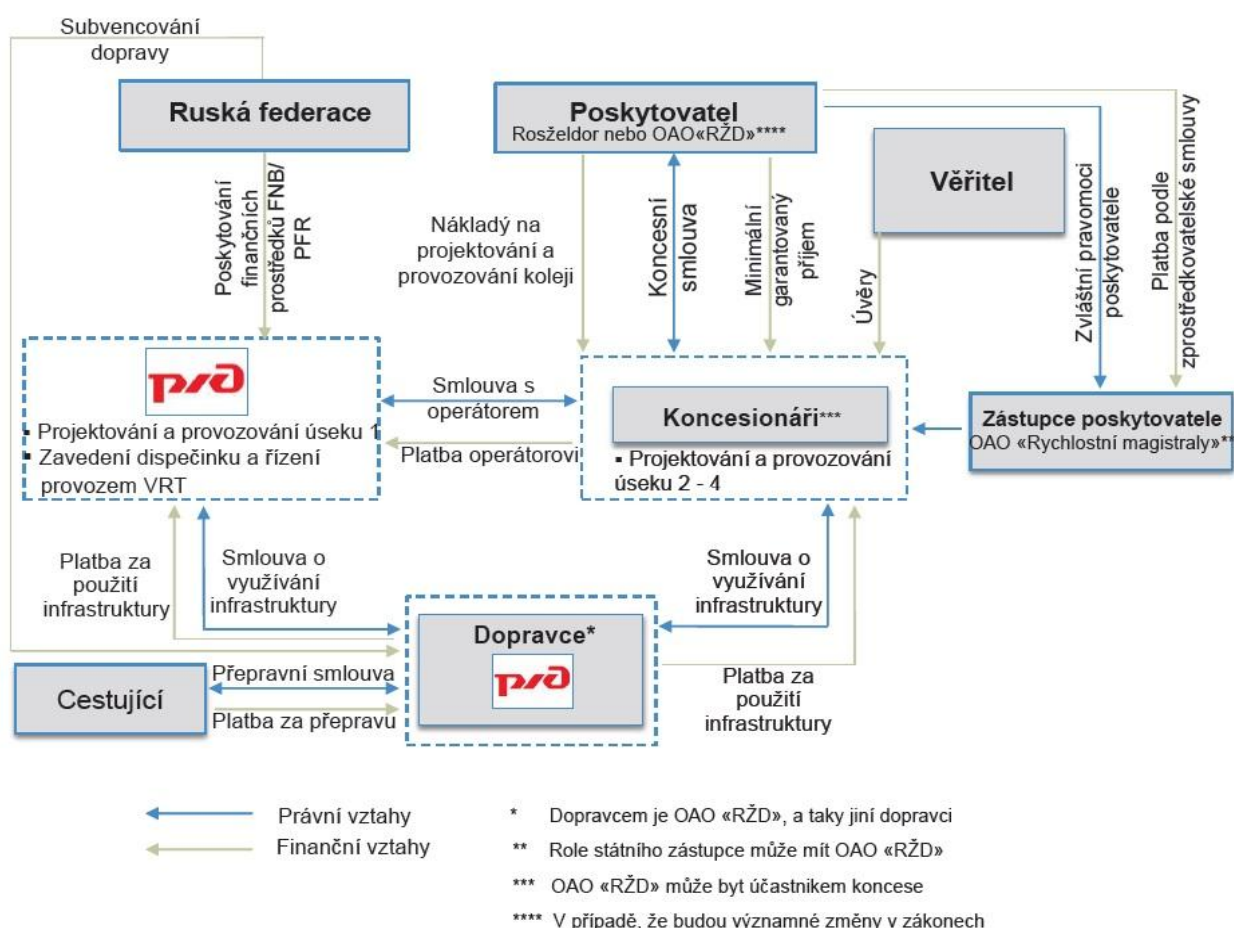 Subvencování
dopravy
Ruská federace
Poskytovatel
Rosželdor nebo OAO«RŽD»****
Věřitel
Poskytování
finančních
prostředků FNB/
PFR
Nákladý na
projektování a
provozování koleji
Koncesní
smlouva
Minimální
garantovaný
příjem
Úvěry
Zvláštní pravomoci
poskytovatele
Platba podle
zprostředkovatelské smlouvy
ржд
▪ Projektování a provozování úseku 1
▪ Zavedení dispečinku a řízení
provozem VRT
Smlouva s
operátorem
Platba operátorovi
Koncesionáři***
▪ Projektování a provozování
úseku 2 - 4
Zástupce poskytovatele
OAO «Rychlostní magistraly»**
Platba za
použití
infrastruktury
Smlouva o
využívání
infrastruktury
Smlouva o
využívání
infrastruktury
Dopravce*
ржд
Cestující
Přepravní smlouva
Platba za přepravu
Platba za
použití
infrastruktury
Právní vztahy
Finanční vztahy
* Dopravcem je OAO «RŽD», a taky jiní dopravci
** Role státního zástupce může mít OAO «RŽD»
*** OAO «RŽD» může byt účastnikem koncese
**** V případě, že budou významné změny v zákonech